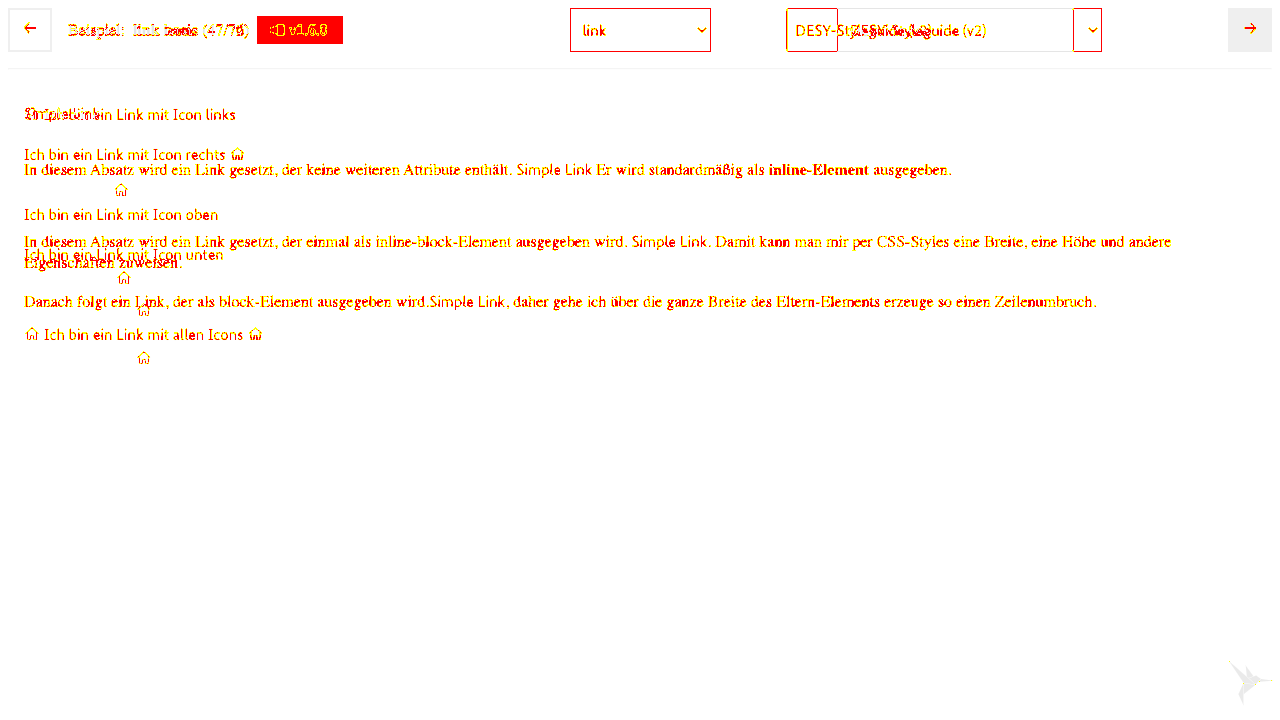 Beispiel: link (47/76) v1.6.0 link DESY-Styleguide (v2)
Ich bin ein Link mit Icon links
Ich bin ein Link mit Icon rechts
In diesem Absatz wird ein Link gesetzt, der keine weiteren Attribute enthält. Simple Link Er wird standardmäßig als inline-Element ausgegeben.
Ich bin ein Link mit Icon oben
In diesem Absatz wird ein Link gesetzt, der einmal als inline-block-Element ausgegeben wird. Simple Link. Damit kann man mir per CSS-Styles eine Breite, eine Höhe und andere
Ich bin ein Link mit Icon unten
Eigenschaften zuweisen.
Danach folgt ein Link, der als block-Element ausgegeben wird.Simple Link, daher gehe ich über die ganze Breite des Eltern-Elements erzeuge so einen Zeilenumbruch.
Ich bin ein Link mit allen Icons